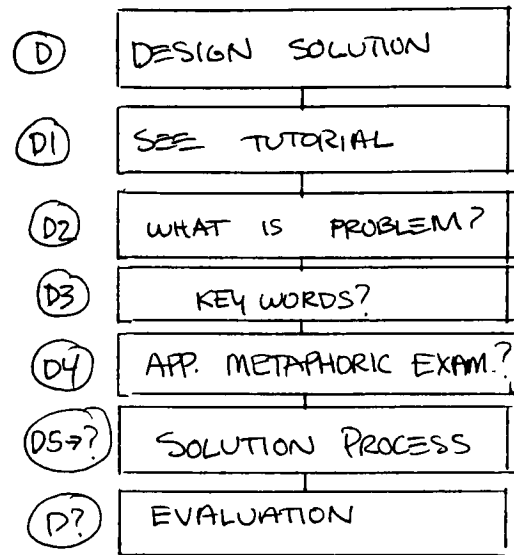 D DESIGN SOLUTION
D1 SEE TUTORIAL
D2 WHAT IS PROBLEM?
D3 KEY WORDS?
D4 APP. METAPHORIC EXAM.?
D5→? SOLUTION PROCESS
D? EVALUATION